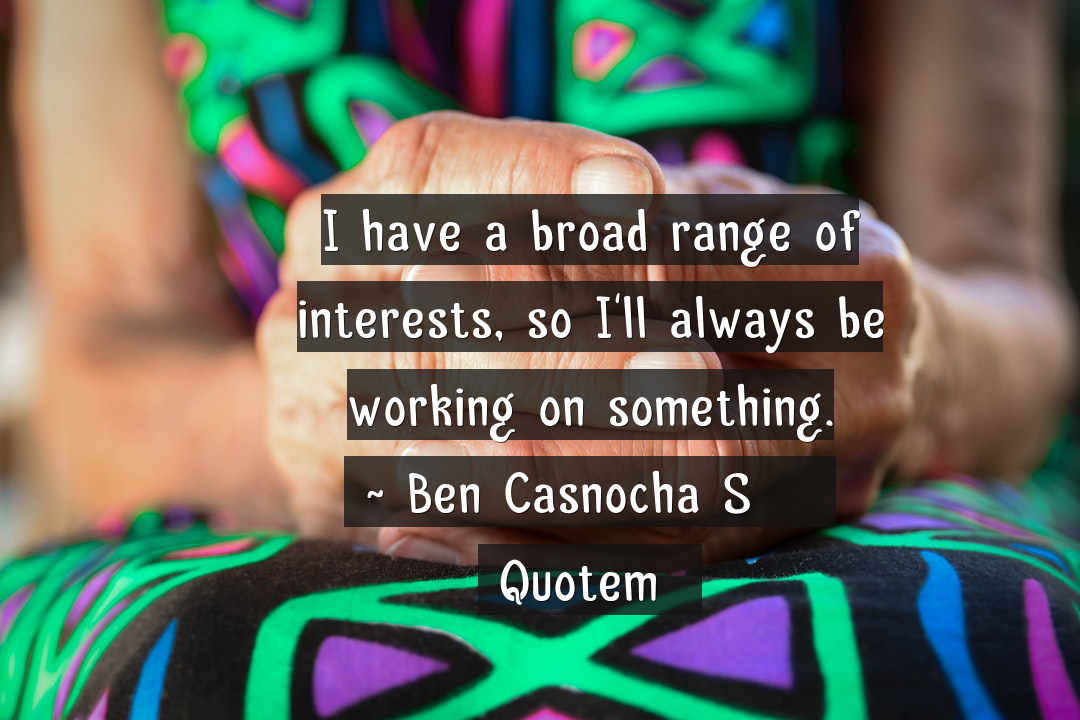 I have a broad range of
interests, so I'll always be
working on something.
~ Ben Casnocha S
Quotem